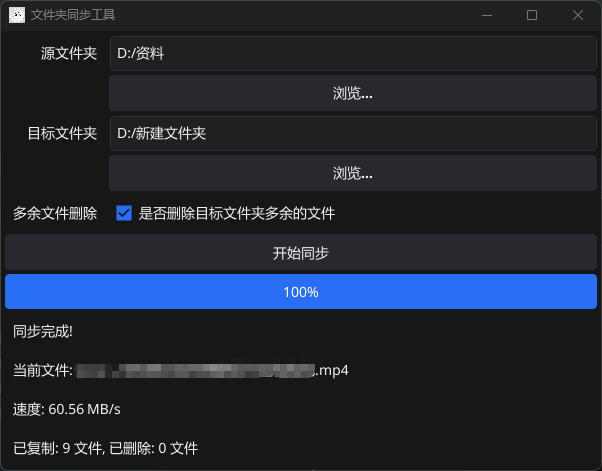 文件夹同步工具
源文件夹 D:/资料
浏览...
目标文件夹 D:/新建文件夹
浏览...
多余文件删除 是否删除目标文件夹多余的文件
开始同步
100%
同步完成!
当前文件: .mp4
速度: 60.56 MB/s
已复制: 9 文件, 已删除: 0 文件